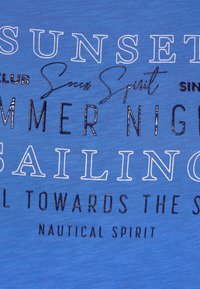 SUNSET
CLUB Soccx Spirit SIN
MMER NIGH
SAILING
L TOWARDS THE S
NAUTICAL SPIRIT